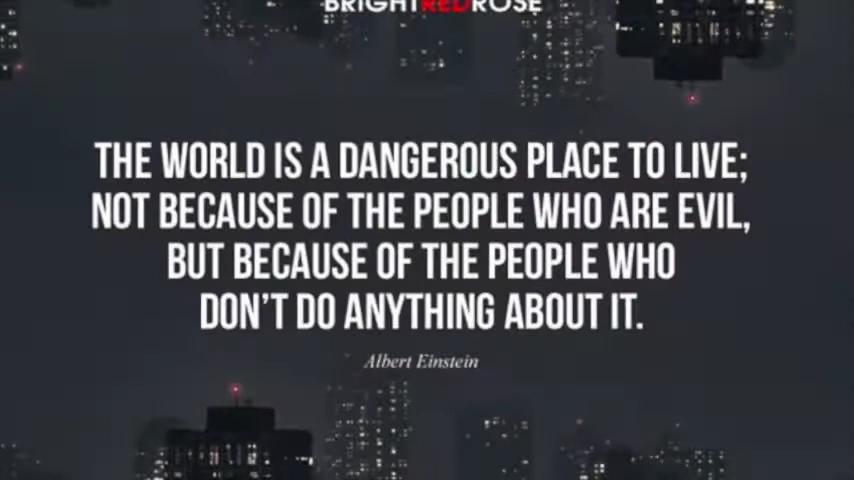 BRIGHTREDROSE
THE WORLD IS A DANGEROUS PLACE TO LIVE;
NOT BECAUSE OF THE PEOPLE WHO ARE EVIL,
BUT BECAUSE OF THE PEOPLE WHO
DON'T DO ANYTHING ABOUT IT.
Albert Einstein